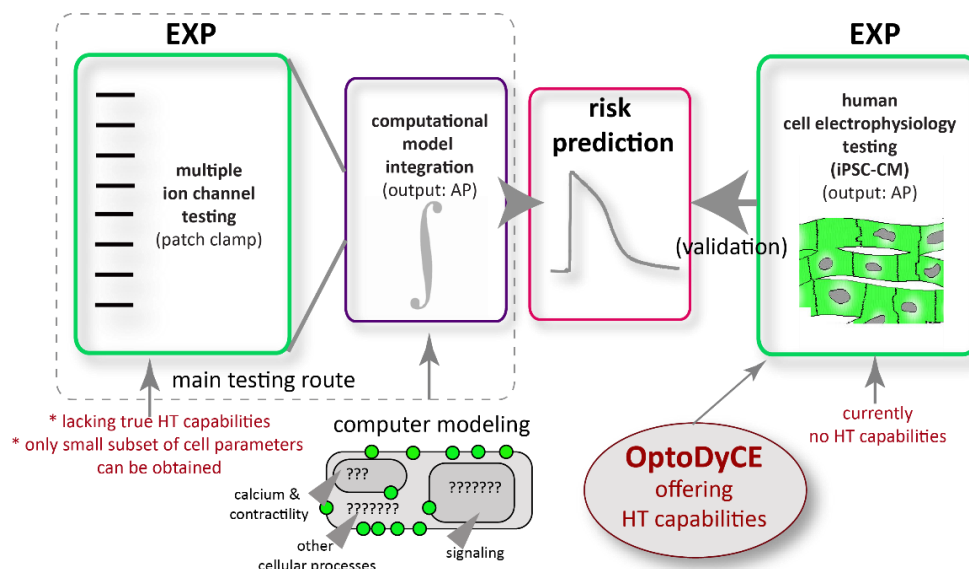 EXP
multiple
ion channel
testing
(patch clamp)
main testing route
* lacking true HT capabilities
* only small subset of cell parameters
can be obtained
computational
model
integration
(output: AP)
computer modeling
???
???????
???????
calcium &
contractility
other
cellular processes
signaling
risk
prediction
(validation)
EXP
human
cell electrophysiology
testing
(iPSC-CM)
(output: AP)
currently
no HT capabilities
OptoDyCE
offering
HT capabilities